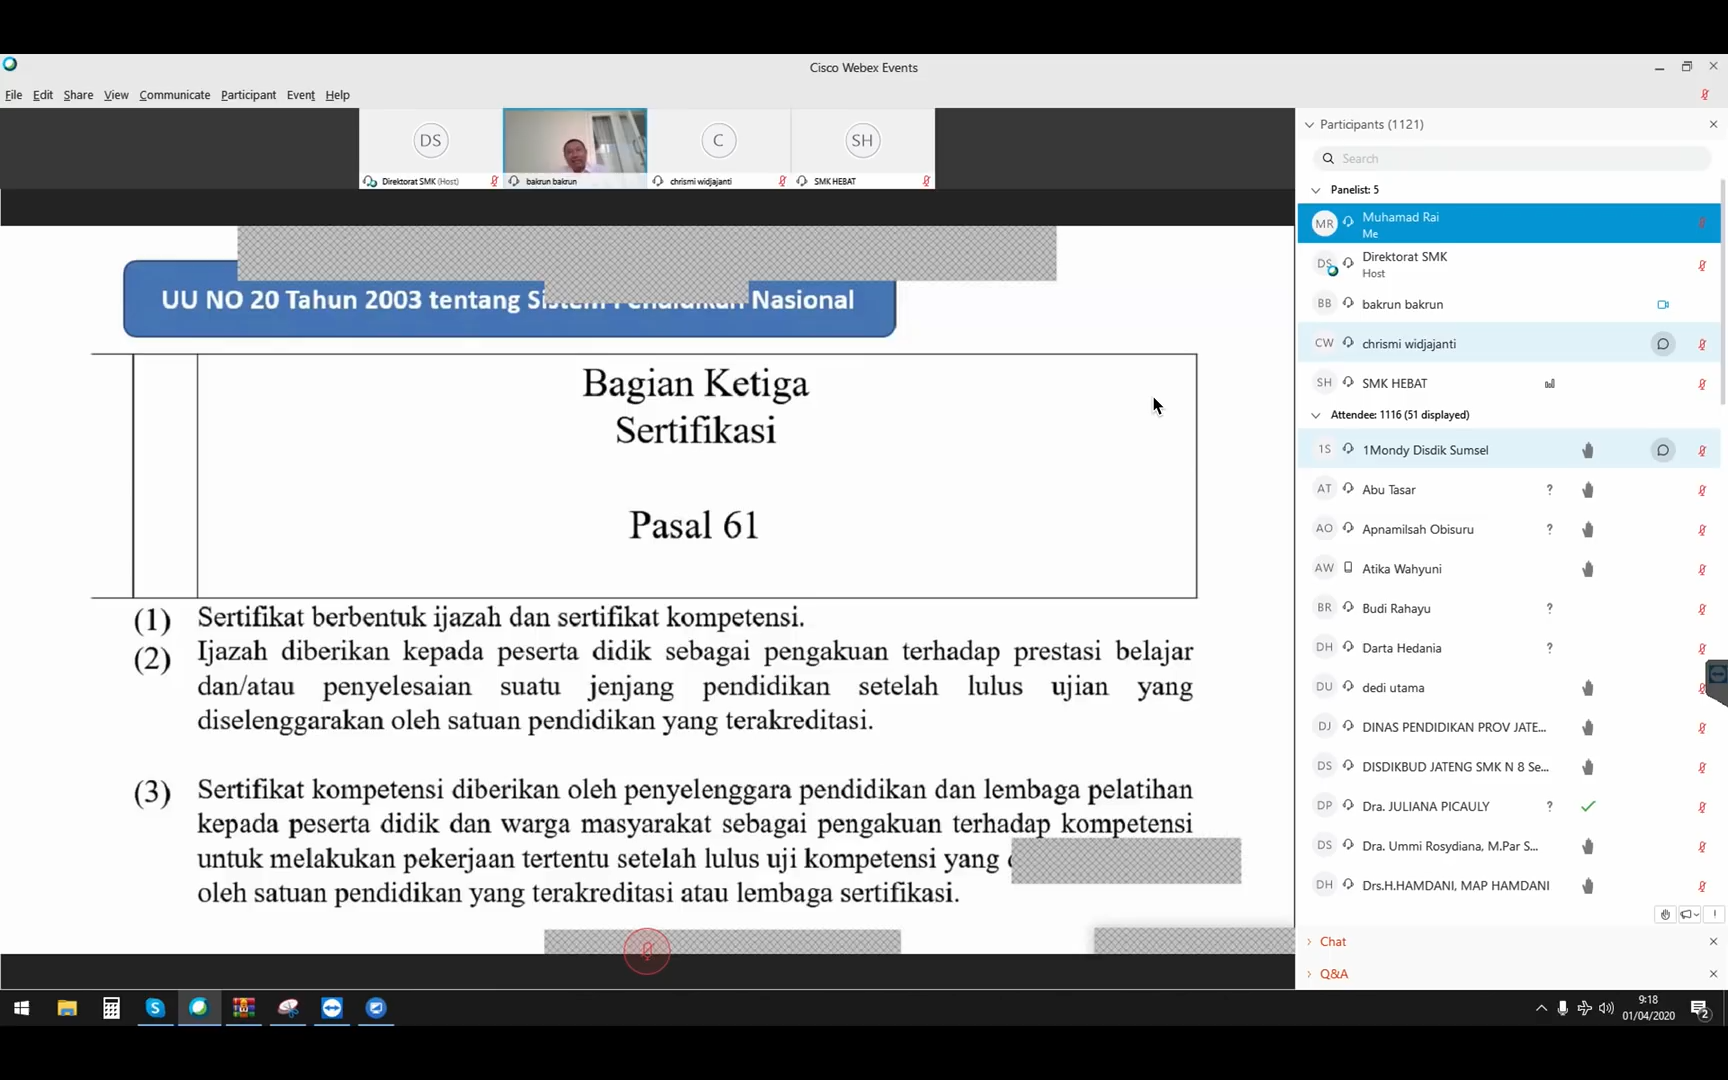 Cisco Webex Events
File Edit Share View Communicate Participant Event Help
DS
C
SH
Direktorat SMK (Host)
bakrun bakrun
chrismi widjajanti
SMK HEBAT
UU NO 20 Tahun 2003 tentang Sistem Pendidikan Nasional
Bagian Ketiga
Sertifikasi
Pasal 61
(1) Sertifikat berbentuk ijazah dan sertifikat kompetensi.
(2) Ijazah diberikan kepada peserta didik sebagai pengakuan terhadap prestasi belajar
dan/atau penyelesaian suatu jenjang pendidikan setelah lulus ujian yang
diselenggarakan oleh satuan pendidikan yang terakreditasi.
(3) Sertifikat kompetensi diberikan oleh penyelenggara pendidikan dan lembaga pelatihan
kepada peserta didik dan warga masyarakat sebagai pengakuan terhadap kompetensi
untuk melakukan pekerjaan tertentu setelah lulus uji kompetensi yang
oleh satuan pendidikan yang terakreditasi atau lembaga sertifikasi.
Participants (1121)
Search
Panelist: 5
MR Muhamad Rai
Me
DS Direktorat SMK
Host
BB bakrun bakrun
CW chrismi widjajanti
SH SMK HEBAT
Attendee: 1116 (51 displayed)
1S 1Mondy Disdik Sumsel
AT Abu Tasar ?
AO Apnamilsah Obisuru ?
AW Atika Wahyuni
BR Budi Rahayu ?
DH Darta Hedania ?
DU dedi utama
DJ DINAS PENDIDIKAN PROV JATE...
DS DISDIKBUD JATENG SMK N 8 Se...
DP Dra. JULIANA PICAULY ?
DS Dra. Ummi Rosydiana, M.Par S...
DH Drs.H.HAMDANI, MAP HAMDANI
Chat
Q&A
9:18
01/04/2020
2